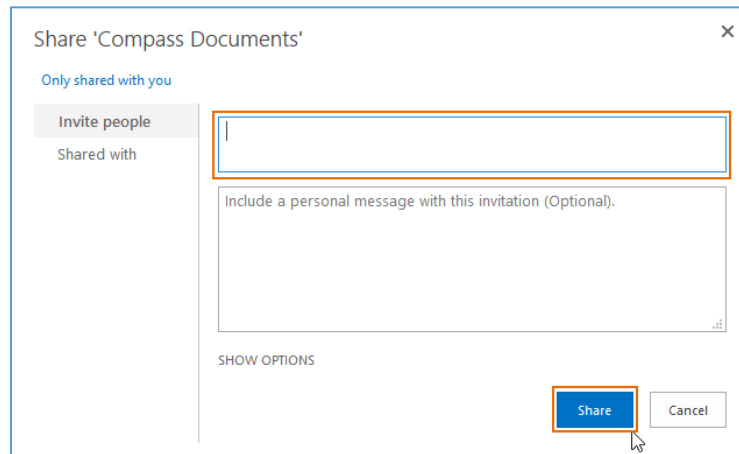 Share 'Compass Documents'
Only shared with you
Invite people
Shared with
Include a personal message with this invitation (Optional).
SHOW OPTIONS
Share
Cancel